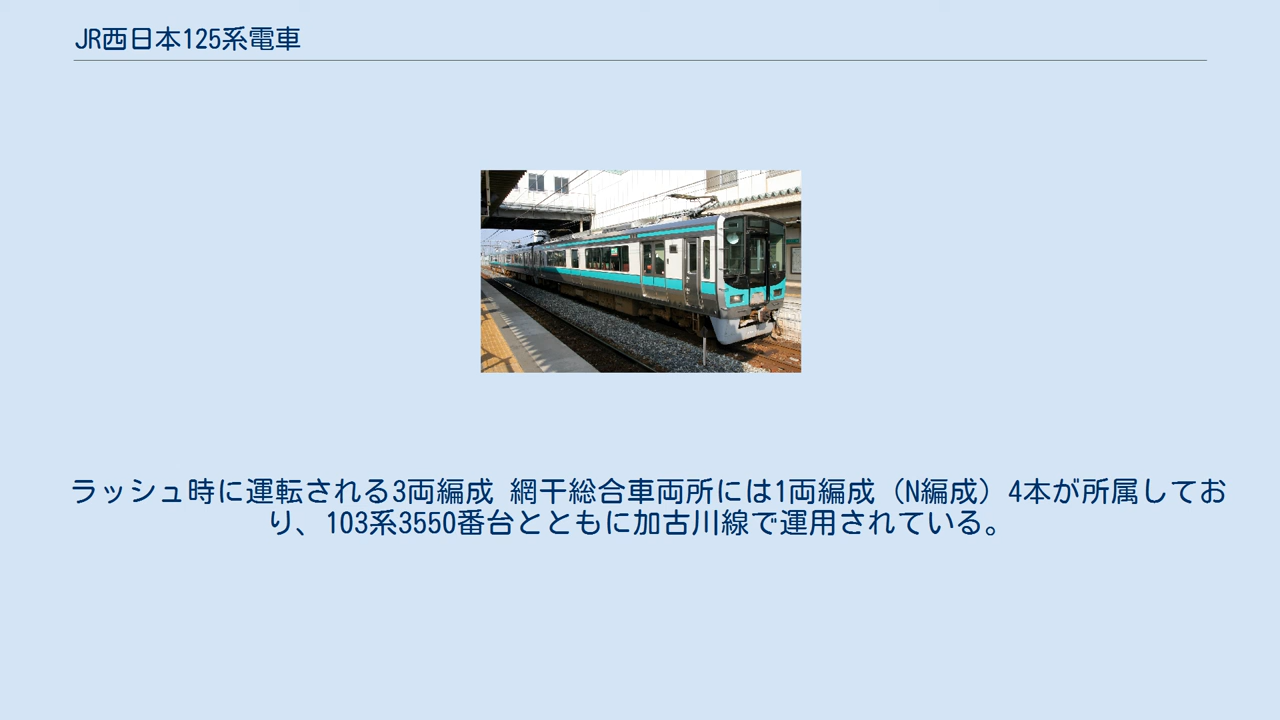 JR西日本125系電車
ラッシュ時に運転される3両編成 網干総合車両所には1両編成（N編成）4本が所属してお
り、103系3550番台とともに加古川線で運用されている。